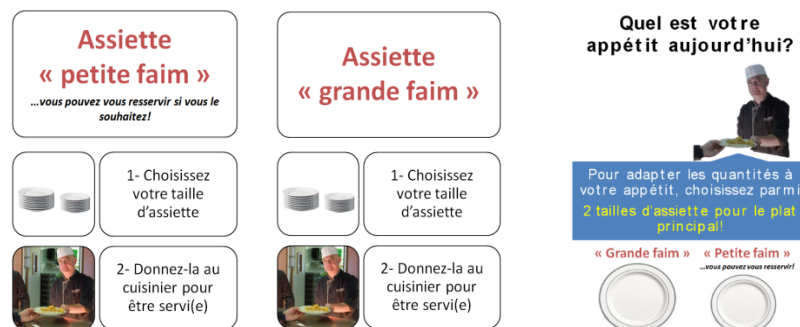 Assiette
« petite faim »
...vous pouvez vous resservir si vous le
souhaitez!
1- Choisissez
votre taille
d'assiette
2- Donnez-la au
cuisinier pour
être servi(e)
Assiette
« grande faim »
1- Choisissez
votre taille
d'assiette
2- Donnez-la au
cuisinier pour
être servi(e)
Quel est votre
appétit aujourd'hui?
Pour adapter les quantités à
votre appétit, choisissez parmi
2 tailles d'assiette pour le plat
principal!
« Grande faim » « Petite faim »
...vous pouvez vous resservir!